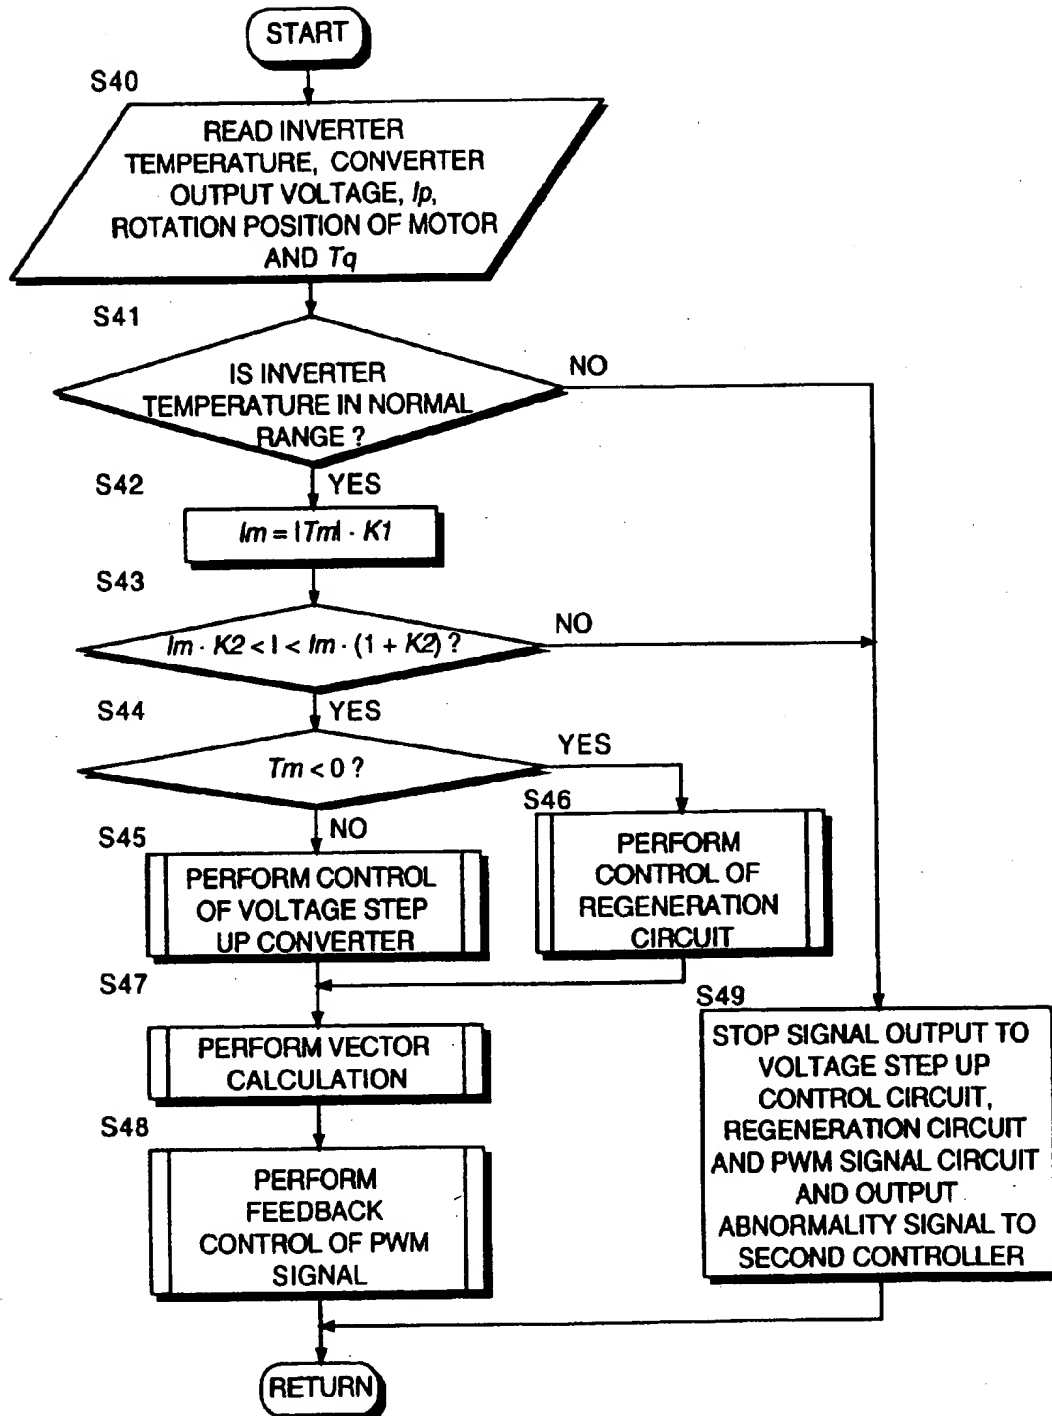 START
S40
READ INVERTER
TEMPERATURE, CONVERTER
OUTPUT VOLTAGE, Ip,
ROTATION POSITION OF MOTOR
AND Tq
S41
IS INVERTER
TEMPERATURE IN NORMAL
RANGE ?
NO
S42
YES
Im = |Tm| · K1
S43
Im · K2 < I < Im · (1 + K2) ?
NO
S44
YES
Tm < 0 ?
YES
S45
NO
S46
PERFORM CONTROL
OF VOLTAGE STEP
UP CONVERTER
PERFORM
CONTROL OF
REGENERATION
CIRCUIT
S47
PERFORM VECTOR
CALCULATION
S48
PERFORM
FEEDBACK
CONTROL OF PWM
SIGNAL
S49
STOP SIGNAL OUTPUT TO
VOLTAGE STEP UP
CONTROL CIRCUIT,
REGENERATION CIRCUIT
AND PWM SIGNAL CIRCUIT
AND OUTPUT
ABNORMALITY SIGNAL TO
SECOND CONTROLLER
RETURN